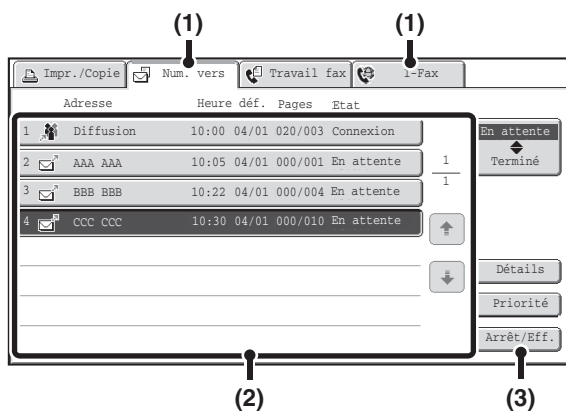 (1) (1)
Impr./Copie Num. vers Travail fax I-Fax
Adresse Heure déf. Pages Etat
1 Diffusion 10:00 04/01 020/003 Connexion
2 AAA AAA 10:05 04/01 000/001 En attente
3 BBB BBB 10:22 04/01 000/004 En attente
4 CCC CCC 10:30 04/01 000/010 En attente
1
1
En attente
Terminé
Détails
Priorité
Arrêt/Eff.
(2) (3)